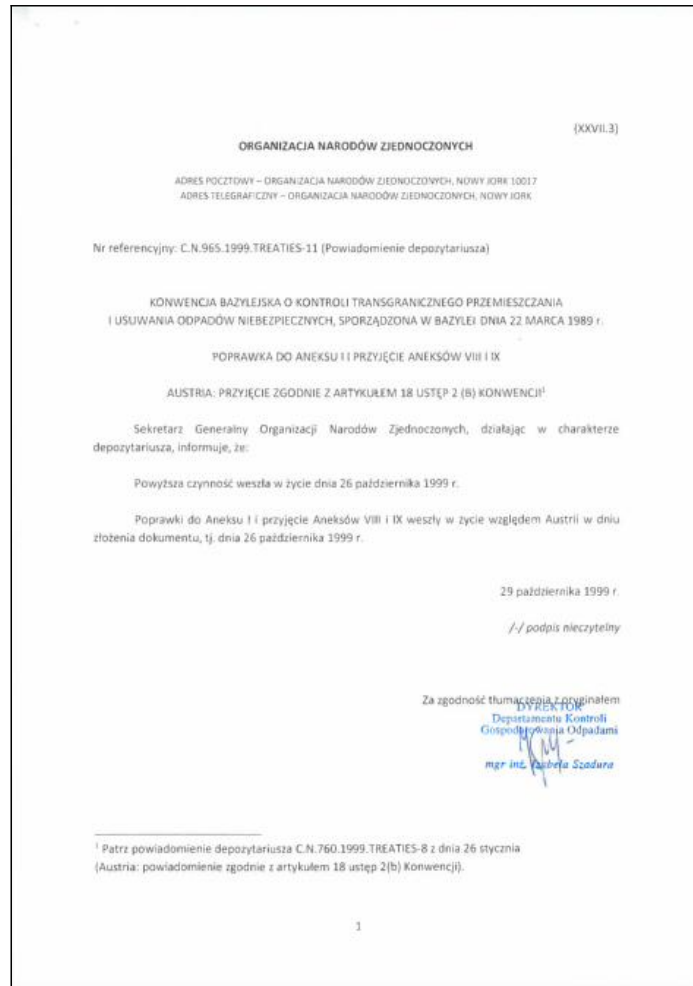 (XXVII.3)
ORGANIZACJA NARODÓW ZJEDNOCZONYCH
ADRES POCZTOWY – ORGANIZACJA NARODÓW ZJEDNOCZONYCH, NOWY JORK 10017
ADRES TELEGRAFICZNY – ORGANIZACJA NARODÓW ZJEDNOCZONYCH, NOWY JORK
Nr referencyjny: C.N.965.1999.TREATIES-11 (Powiadomienie depozytariusza)
KONWENCJA BAZYLEJSKA O KONTROLI TRANSGRANICZNEGO PRZEMIESZCZANIA
I USUWANIA ODPADÓW NIEBEZPIECZNYCH, SPORZĄDZONA W BAZYLEI DNIA 22 MARCA 1989 r.
POPRAWKA DO ANEKSU I I PRZYJĘCIE ANEKSÓW VIII I IX
AUSTRIA: PRZYJĘCIE ZGODNIE Z ARTYKUŁEM 18 USTĘP 2 (B) KONWENCJI¹
Sekretarz Generalny Organizacji Narodów Zjednoczonych, działając w charakterze
depozytariusza, informuje, że:
Powyższa czynność weszła w życie dnia 26 października 1999 r.
Poprawki do Aneksu I i przyjęcie Aneksów VIII i IX weszły w życie względem Austrii w dniu
złożenia dokumentu, tj. dnia 26 października 1999 r.
29 października 1999 r.
/-/ podpis nieczytelny
Za zgodność tłumaczenia z oryginałem
DYREKTOR
Departamentu Kontroli
Gospodarowania Odpadami
mgr inż. Izabela Szadura
¹ Patrz powiadomienie depozytariusza C.N.760.1999.TREATIES-8 z dnia 26 stycznia
(Austria: powiadomienie zgodnie z artykułem 18 ustęp 2(b) Konwencji).
1